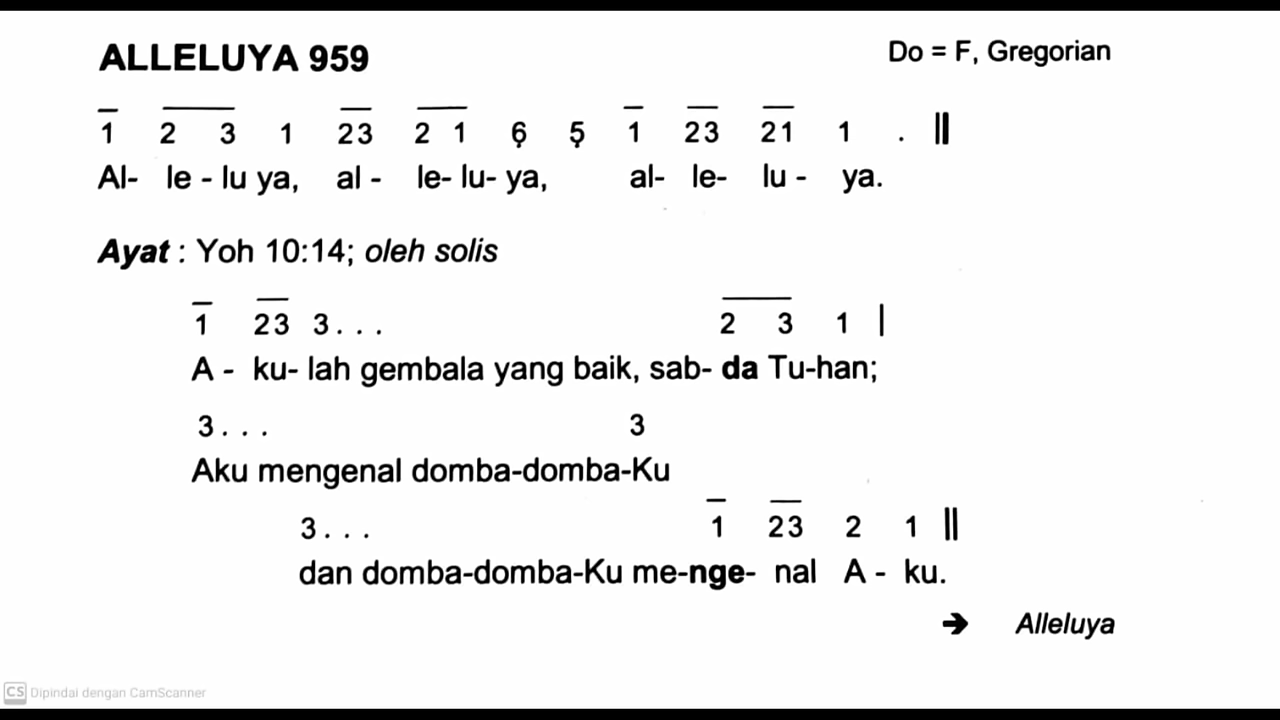 ALLELUYA 959 Do = F, Gregorian
1 2 3 1 23 2 1 6̣ 5̣ 1 23 21 1 . ||
Al- le - lu ya, al - le- lu- ya, al- le- lu - ya.
Ayat : Yoh 10:14; oleh solis
1 23 3 . . . 2 3 1 |
A - ku- lah gembala yang baik, sab- da Tu-han;
3 . . . 3
Aku mengenal domba-domba-Ku
3 . . . 1 23 2 1 ||
dan domba-domba-Ku me-nge- nal A - ku.
➔ Alleluya
CS Dipindai dengan CamScanner